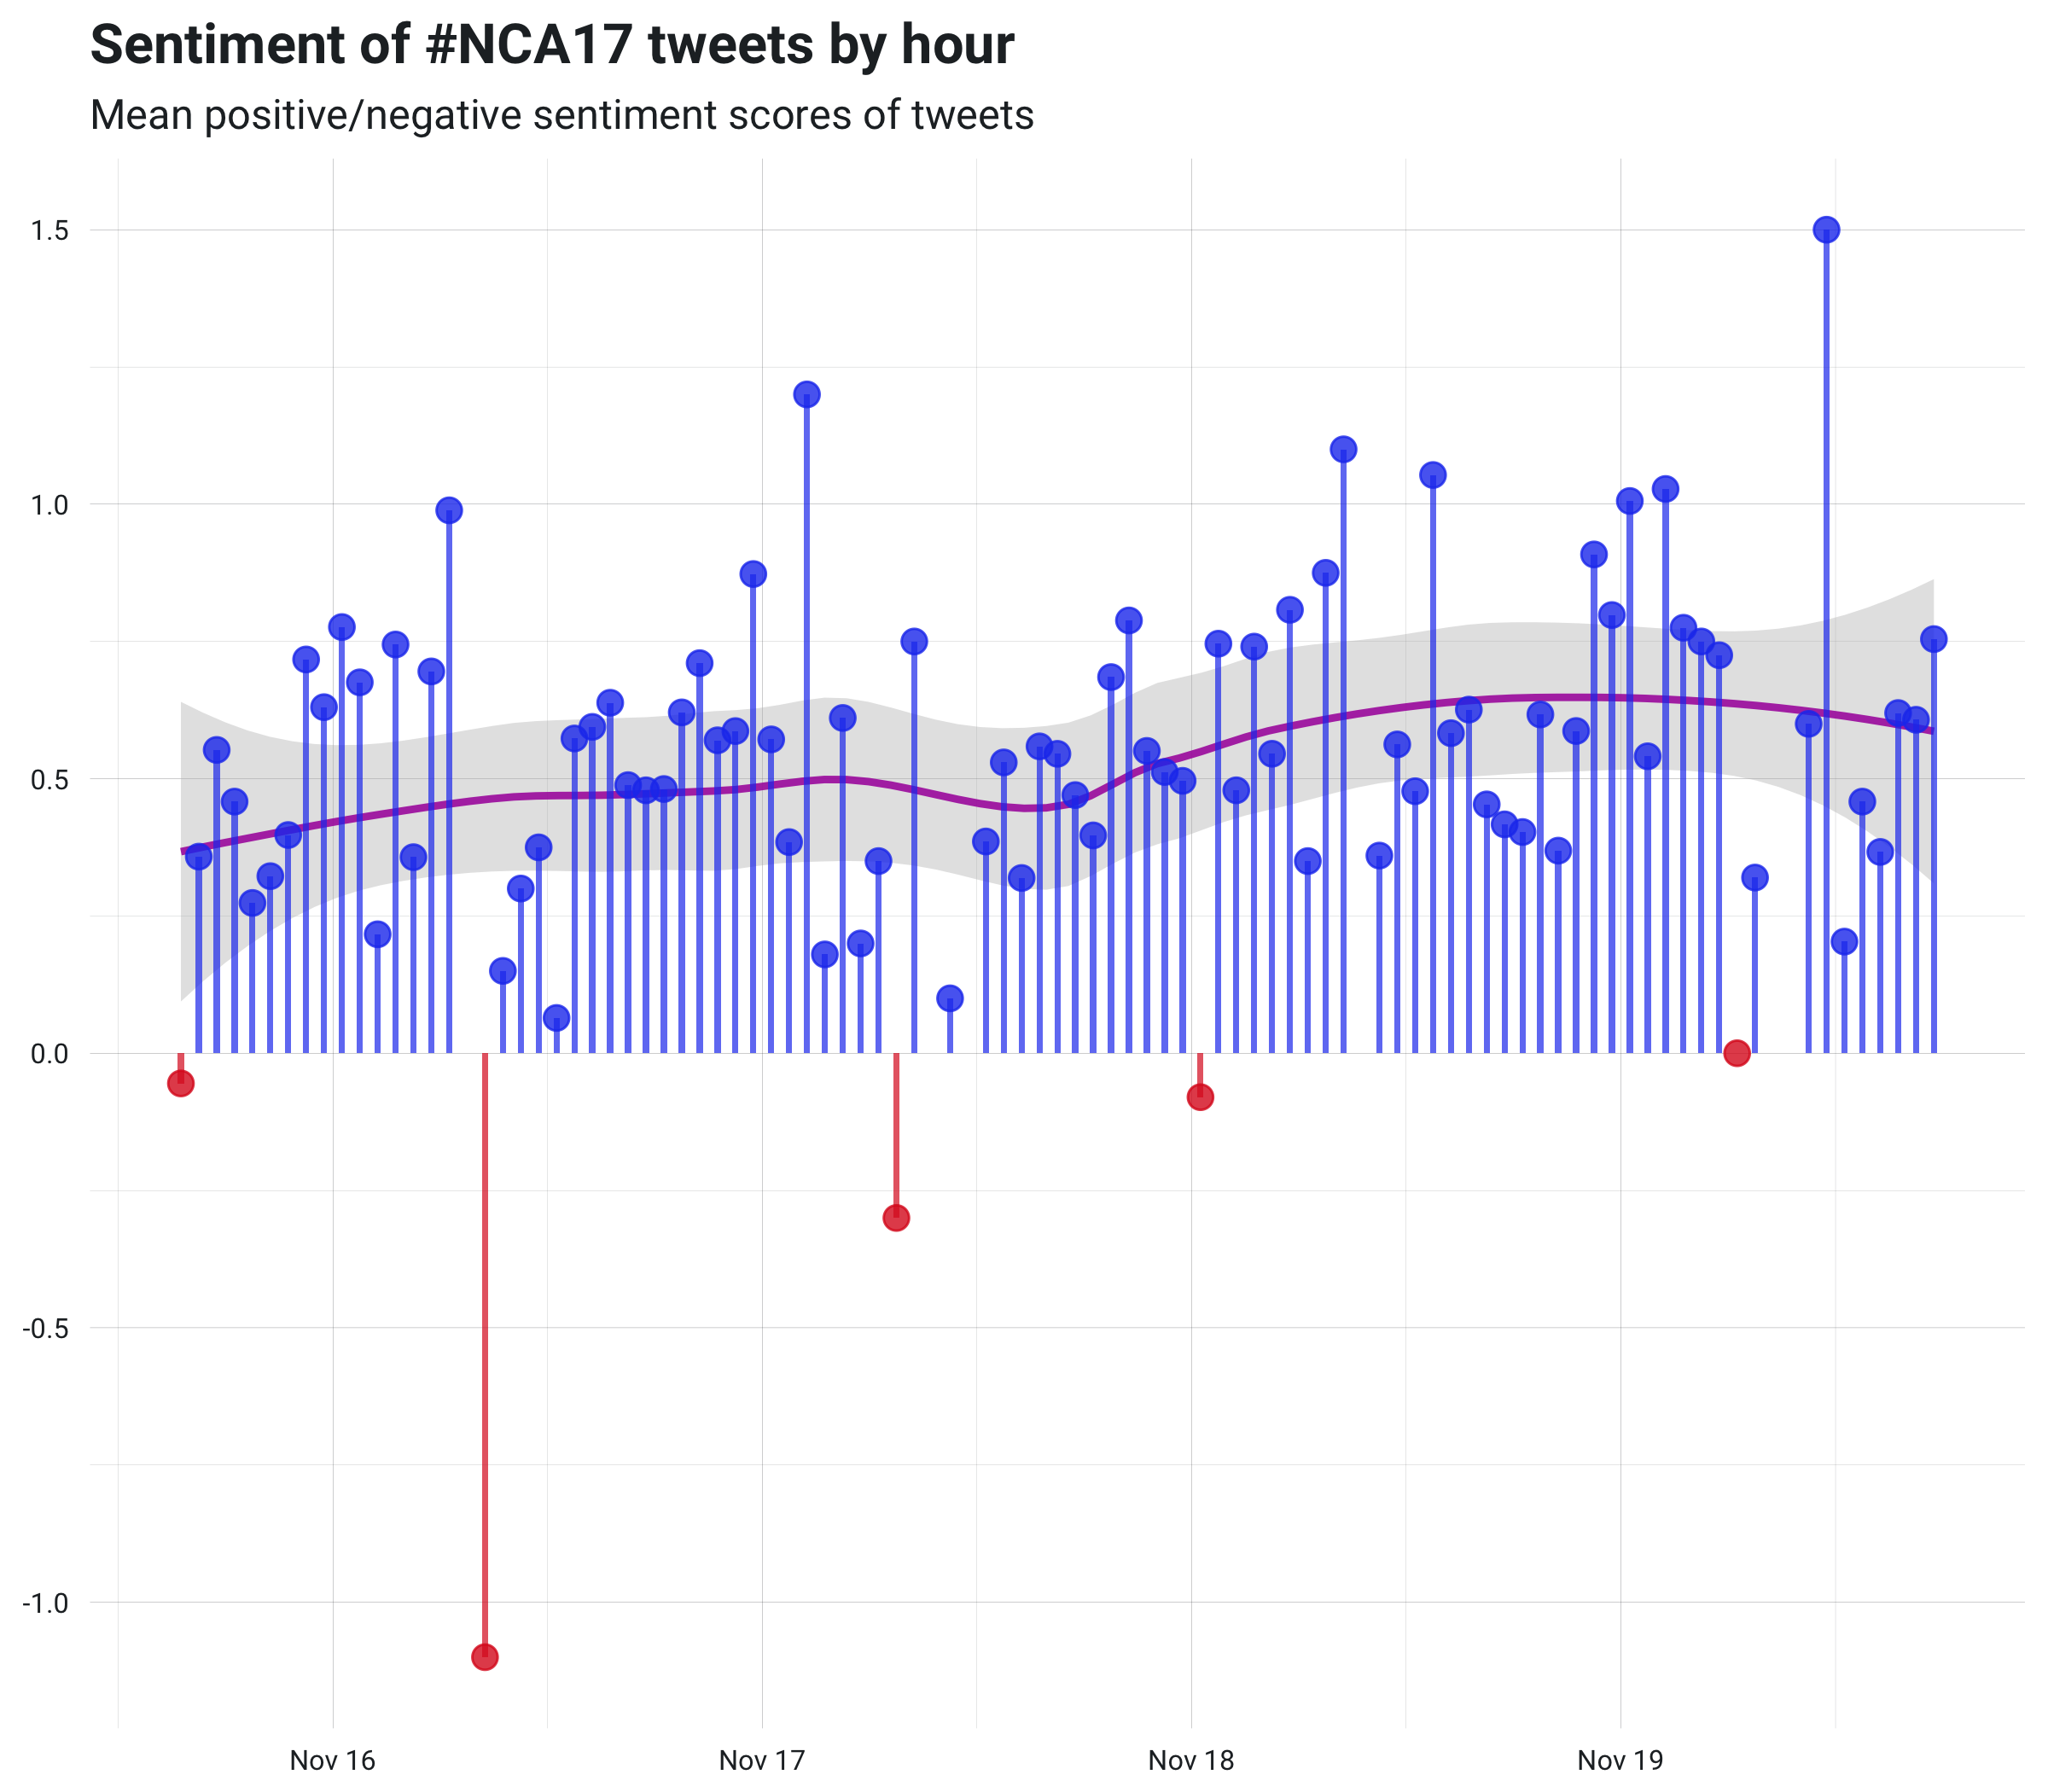 Sentiment of #NCA17 tweets by hour
Mean positive/negative sentiment scores of tweets
1.5
1.0
0.5
0.0
-0.5
-1.0
Nov 16 Nov 17 Nov 18 Nov 19